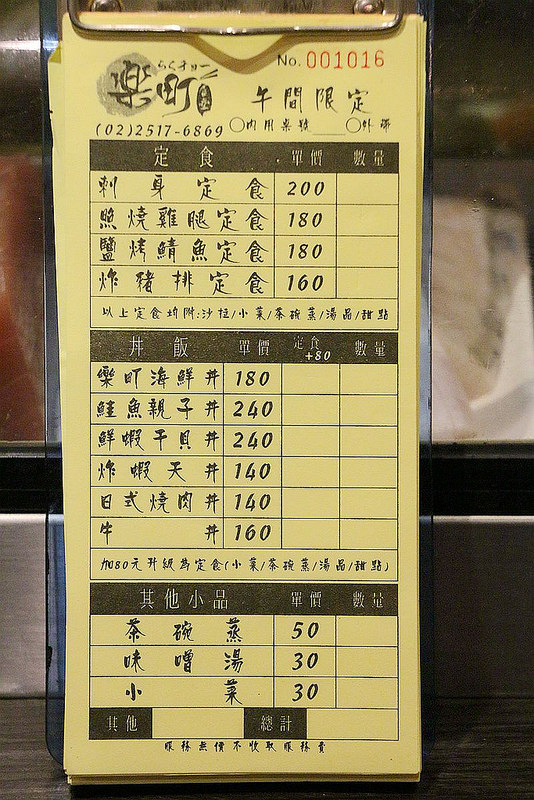 No. 001016
らくチョー
樂町
午間限定
(02)2517-6869 ○內用桌號____ ○外帶
定食 單價 數量
刺身定食 200
照燒雞腿定食 180
鹽烤鯖魚定食 180
炸豬排定食 160
以上定食均附:沙拉/小菜/茶碗蒸/湯品/甜點
丼飯 單價 定食+80 數量
樂町海鮮丼 180
鮭魚親子丼 240
鮮蝦干貝丼 240
炸蝦天丼 140
日式燒肉丼 140
牛丼 160
加80元升級為定食(小菜/茶碗蒸/湯品/甜點)
其他小品 單價 數量
茶碗蒸 50
味噌湯 30
小菜 30
其他 總計
服務無價不收取服務費